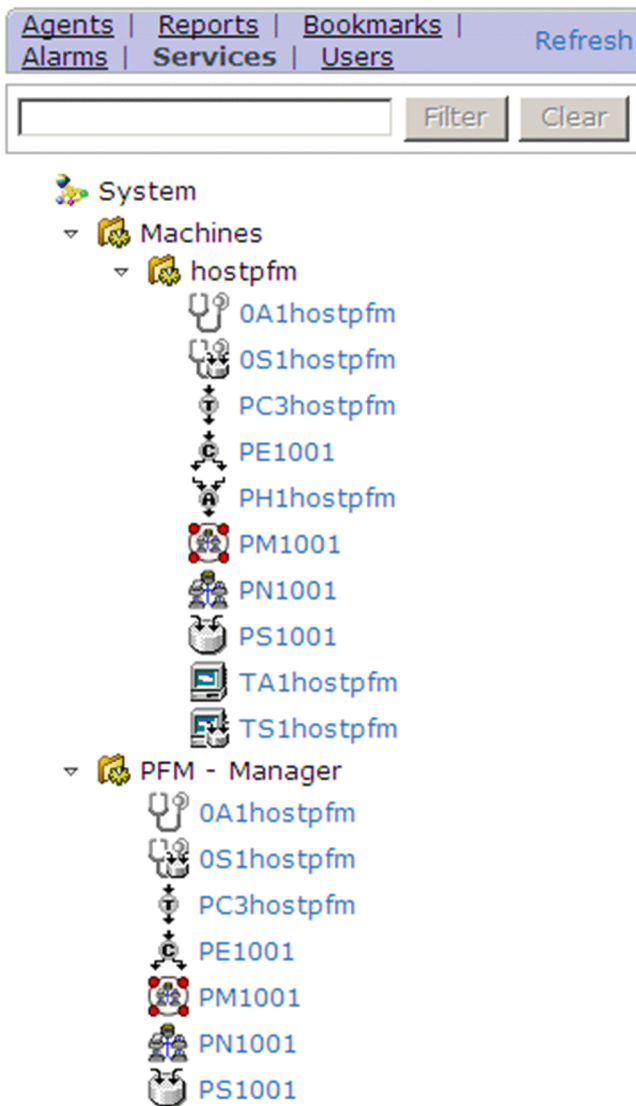 Agents | Reports | Bookmarks |
Alarms | Services | Users
Refresh
Filter Clear
System
Machines
hostpfm
0A1hostpfm
0S1hostpfm
PC3hostpfm
PE1001
PH1hostpfm
PM1001
PN1001
PS1001
TA1hostpfm
TS1hostpfm
PFM - Manager
0A1hostpfm
0S1hostpfm
PC3hostpfm
PE1001
PM1001
PN1001
PS1001